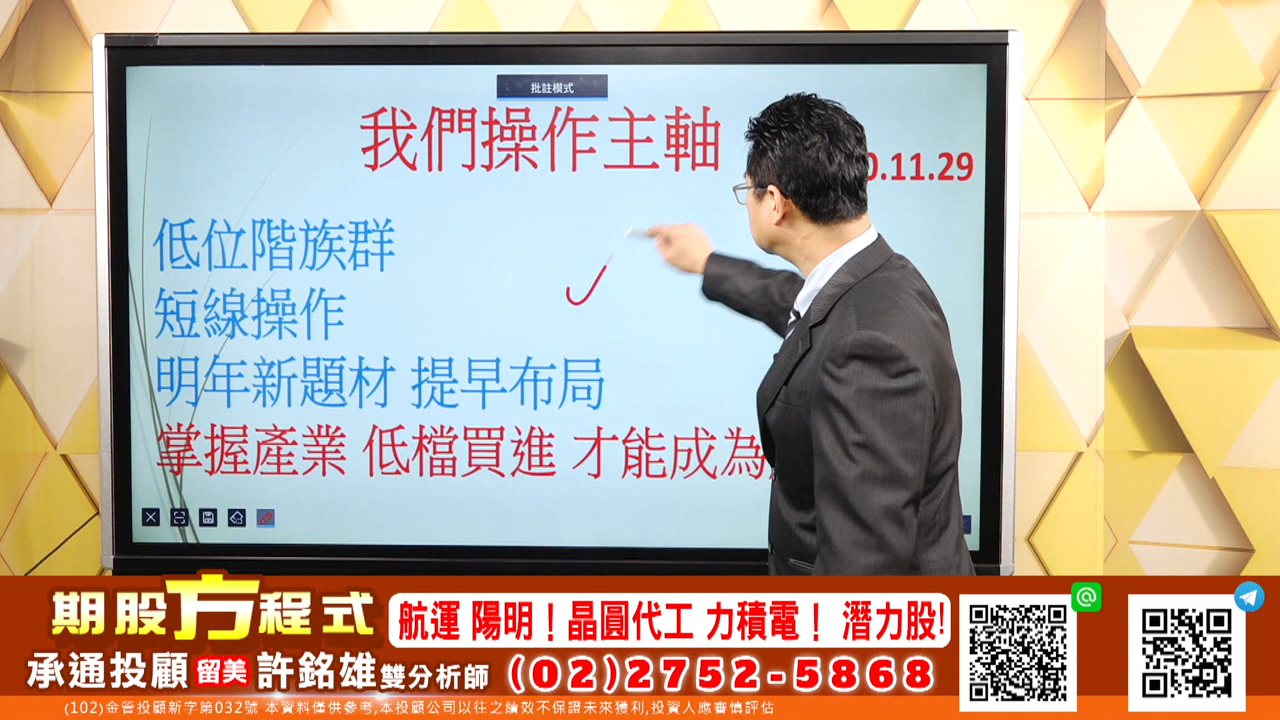 批註模式
我們操作主軸
0.11.29
低位階族群
短線操作
明年新題材 提早布局
掌握產業 低檔買進 才能成為
期股方程式
航運 陽明！晶圓代工 力積電！ 潛力股!
承通投顧 留美 許銘雄 雙分析師 (02)2752-5868
(102)金管投顧新字第032號 本資料僅供參考,本投顧公司以往之績效不保證未來獲利,投資人應審慎評估